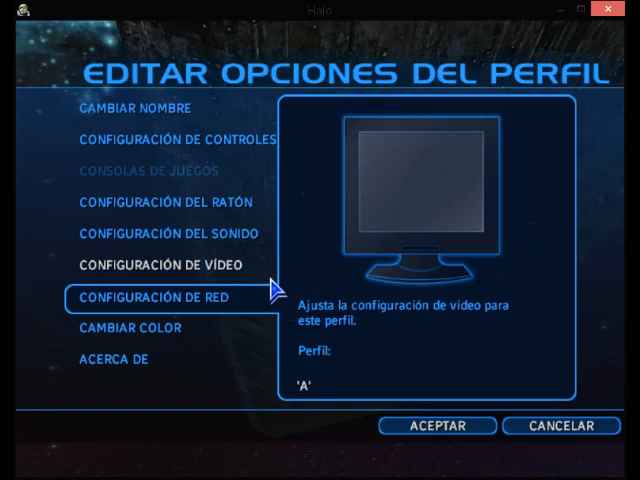 Halo
EDITAR OPCIONES DEL PERFIL
CAMBIAR NOMBRE
CONFIGURACIÓN DE CONTROLES
CONSOLAS DE JUEGOS
CONFIGURACIÓN DEL RATÓN
CONFIGURACIÓN DEL SONIDO
CONFIGURACIÓN DE VÍDEO
CONFIGURACIÓN DE RED
CAMBIAR COLOR
ACERCA DE
Ajusta la configuración de vídeo para
este perfil.
Perfil:
'A'
ACEPTAR
CANCELAR